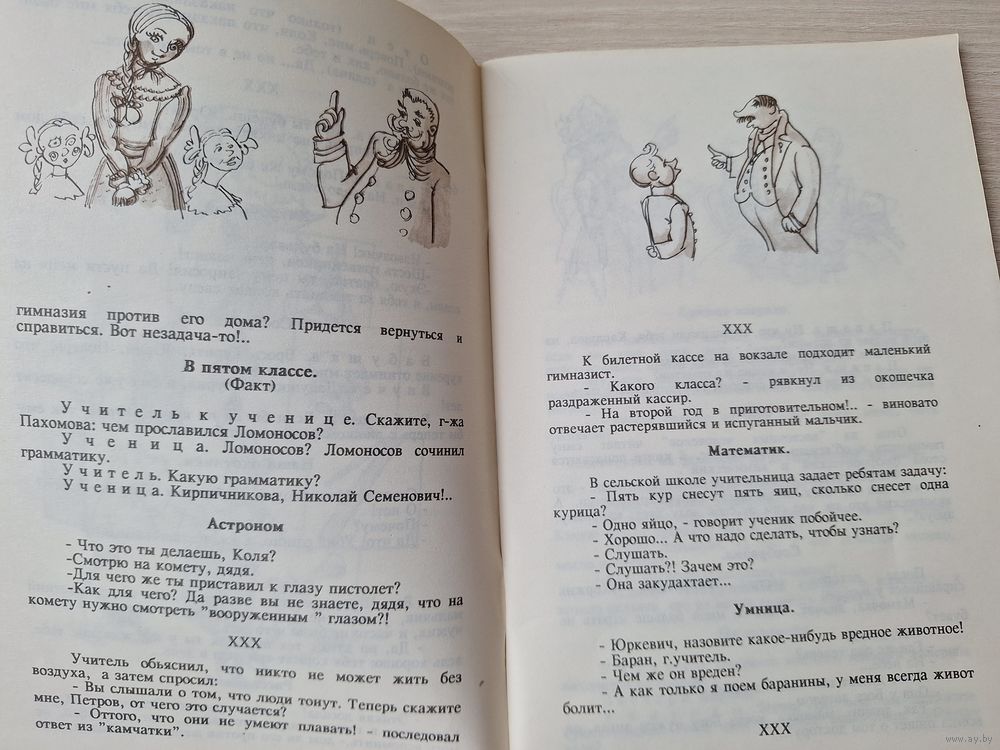 гимназия против его дома? Придется вернуться и
справиться. Вот незадача-то!..
В пятом классе.
(Факт)
У ч и т е л ь к у ч е н и ц е. Скажите, г-жа
Пахомова: чем прославился Ломоносов?
У ч е н и ц а. Ломоносов? Ломоносов сочинил
грамматику.
У ч и т е л ь. Какую грамматику?
У ч е н и ц а. Кирпичникова, Николай Семенович!..
Астроном
- Что это ты делаешь, Коля?
-Смотрю на комету, дядя.
-Для чего же ты приставил к глазу пистолет?
-Как для чего? Да разве вы не знаете, дядя, что на
комету нужно смотреть "вооруженным " глазом?!
XXX
Учитель обьяснил, что никто не может жить без
воздуха, а затем спросил:
- Вы слышали о том, что люди тонут. Теперь скажите
мне, Петров, от чего это случается?
- Оттого, что они не умеют плавать! - последовал
ответ из "камчатки".
XXX
К билетной кассе на вокзале подходит маленький
гимназист.
- Какого класса? - рявкнул из окошечка
раздраженный кассир.
- На второй год в приготовительном!.. - виновато
отвечает растерявшийся и испуганный мальчик.
Математик.
В сельской школе учительница задает ребятам задачу:
- Пять кур снесут пять яиц, сколько снесет одна
курица?
- Одно яйцо, - говорит ученик побойчее.
- Хорошо... А что надо сделать, чтобы узнать?
- Слушать.
- Слушать?! Зачем это?
- Она закудахтает...
Умница.
- Юркевич, назовите какое-нибудь вредное животное!
- Баран, г.учитель.
- Чем же он вреден?
- А как только я поем баранины, у меня всегда живот
болит...
XXX
www.ay.by